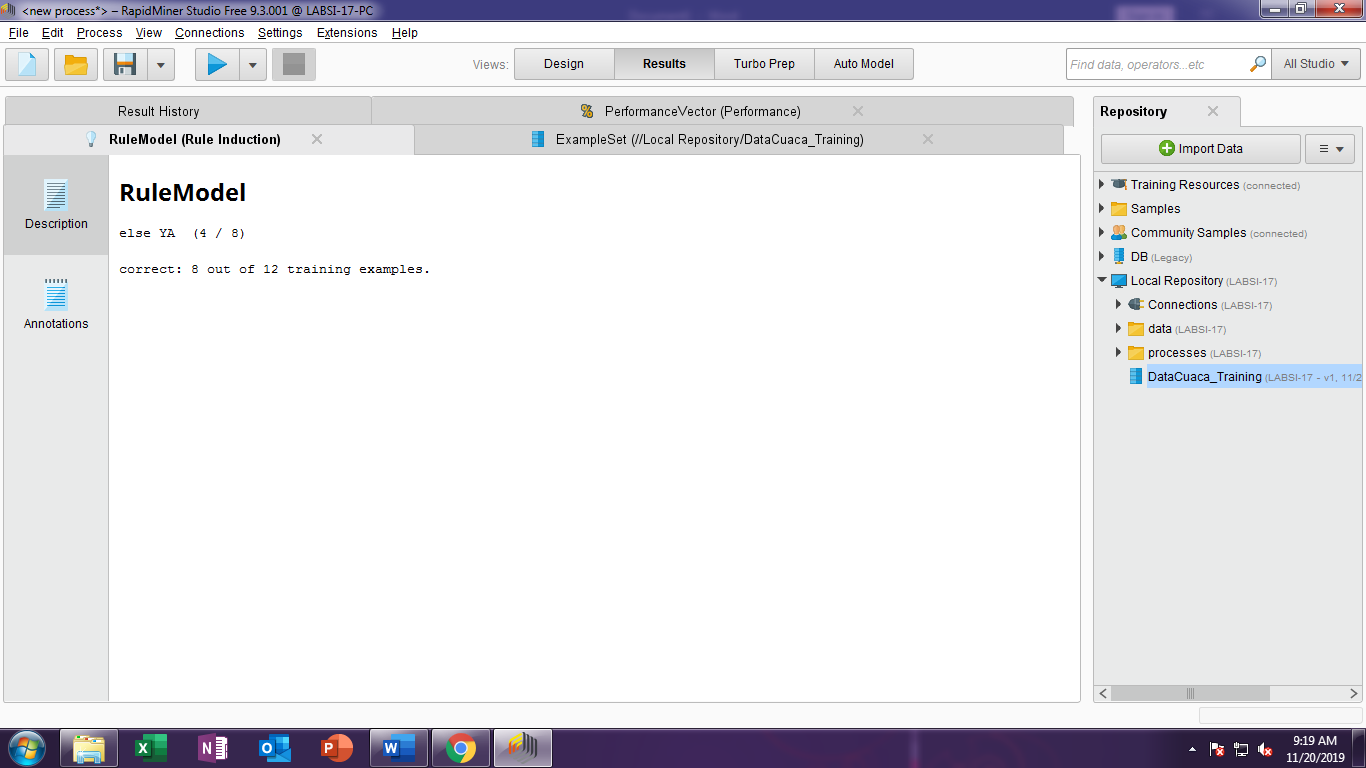 <new process*> – RapidMiner Studio Free 9.3.001 @ LABSI-17-PC
File Edit Process View Connections Settings Extensions Help
Views: Design Results Turbo Prep Auto Model
Find data, operators...etc All Studio
Result History
PerformanceVector (Performance)
RuleModel (Rule Induction)
ExampleSet (//Local Repository/DataCuaca_Training)
Description
Annotations
RuleModel
else YA (4 / 8)
correct: 8 out of 12 training examples.
Repository
Import Data
Training Resources (connected)
Samples
Community Samples (connected)
DB (Legacy)
Local Repository (LABSI-17)
Connections (LABSI-17)
data (LABSI-17)
processes (LABSI-17)
DataCuaca_Training (LABSI-17 - v1, 11/2
9:19 AM
11/20/2019